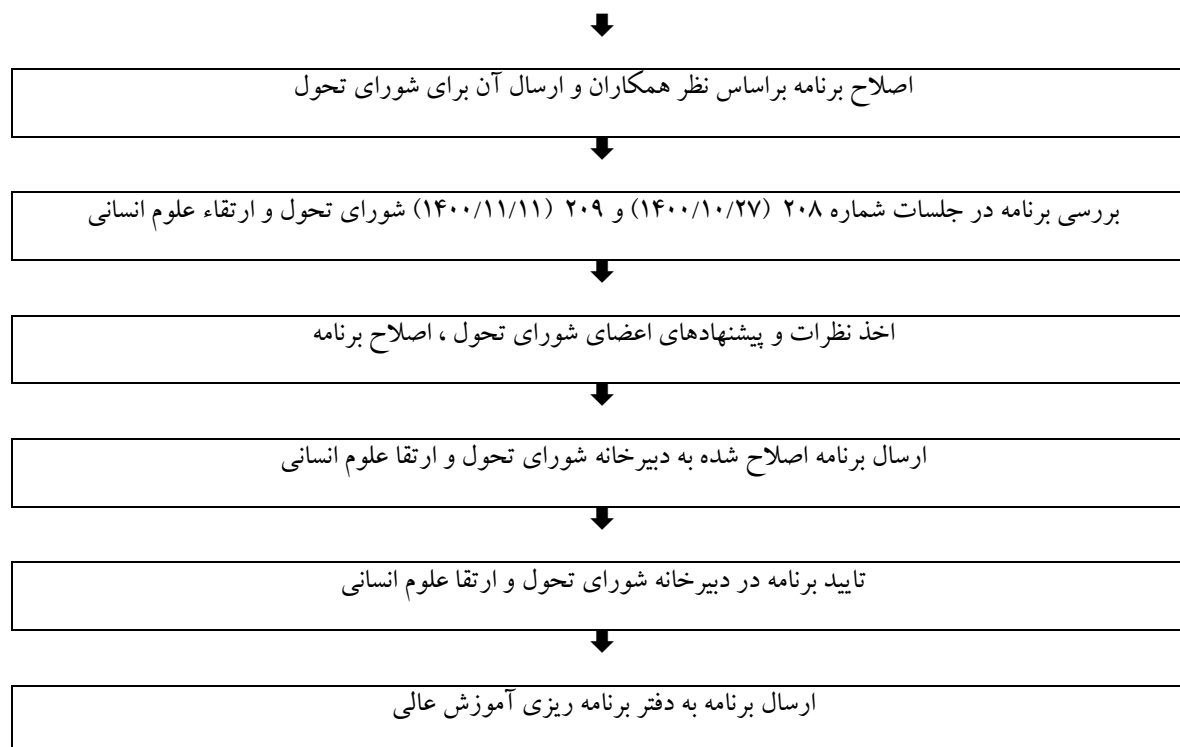 اصلاح برنامه براساس نظر همکاران و ارسال آن برای شورای تحول
بررسی برنامه در جلسات شماره ۲۰۸ (۱۴۰۰/۱۰/۲۷) و ۲۰۹ (۱۴۰۰/۱۱/۱۱) شورای تحول و ارتقاء علوم انسانی
اخذ نظرات و پیشنهادهای اعضای شورای تحول ، اصلاح برنامه
ارسال برنامه اصلاح شده به دبیرخانه شورای تحول و ارتقا علوم انسانی
تایید برنامه در دبیرخانه شورای تحول و ارتقا علوم انسانی
ارسال برنامه به دفتر برنامه ریزی آموزش عالی